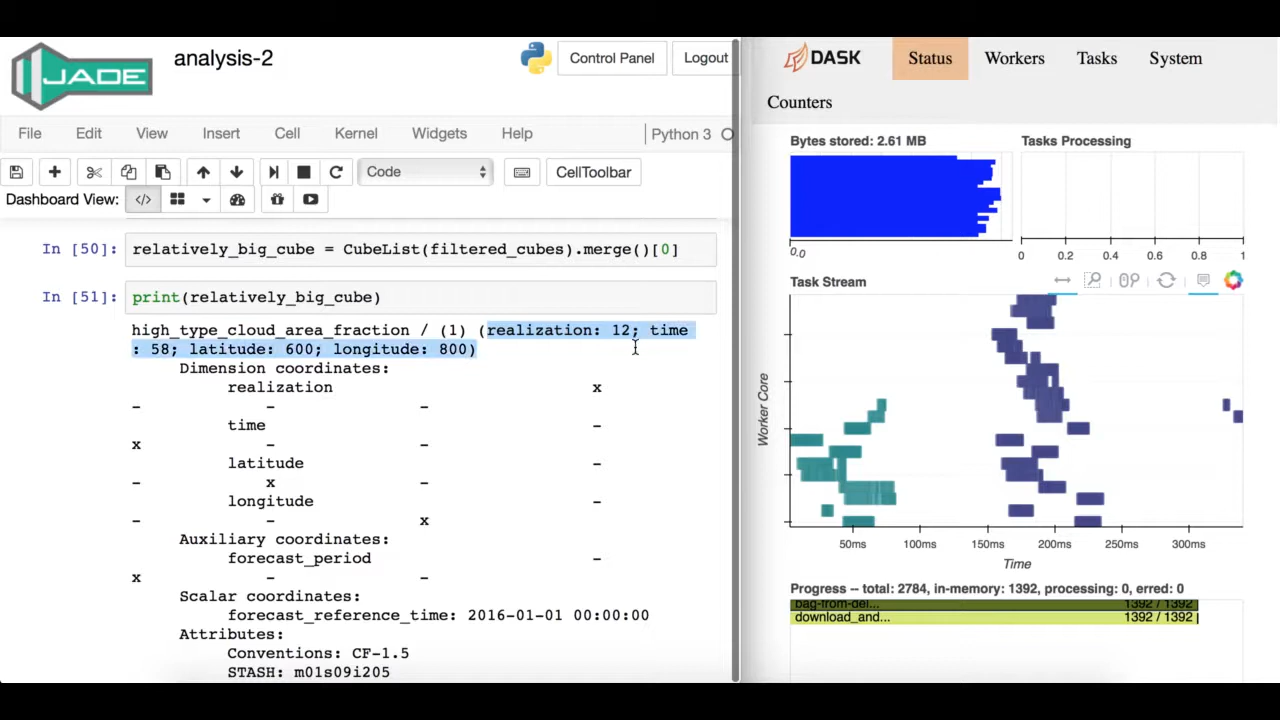 JADE
analysis-2
Control Panel
Logout
File Edit View Insert Cell Kernel Widgets Help Python 3
Code
CellToolbar
Dashboard View:
In [50]: relatively_big_cube = CubeList(filtered_cubes).merge()[0]
In [51]: print(relatively_big_cube)
high_type_cloud_area_fraction / (1) (realization: 12; time
: 58; latitude: 600; longitude: 800)
Dimension coordinates:
realization x
- - -
time -
x - -
latitude -
- x -
longitude -
- - x
Auxiliary coordinates:
forecast_period -
x - -
Scalar coordinates:
forecast_reference_time: 2016-01-01 00:00:00
Attributes:
Conventions: CF-1.5
STASH: m01s09i205
DASK
Status Workers Tasks System
Counters
Bytes stored: 2.61 MB
0.0
Tasks Processing
0 0.2 0.4 0.6 0.8 1
Task Stream
Worker Core
50ms 100ms 150ms 200ms 250ms 300ms
Time
Progress -- total: 2784, in-memory: 1392, processing: 0, erred: 0
bag-from-del... 1392 / 1392
download_and... 1392 / 1392